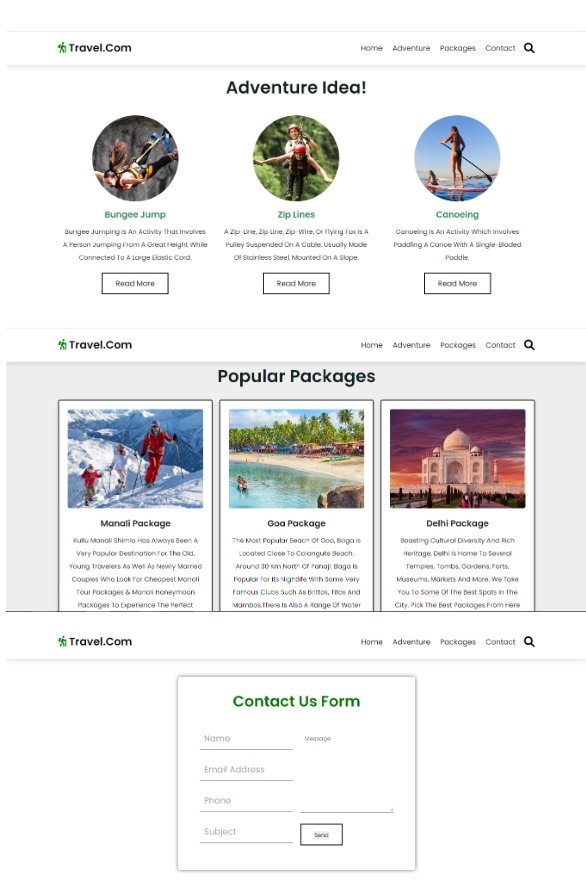 Travel.Com Home Adventure Packages Contact
Adventure Idea!
Bungee Jump
Bungee Jumping Is An Activity That Involves
A Person Jumping From A Great Height While
Connected To A Large Elastic Cord.
Read More
Zip Lines
A Zip-Line, Zip Line, Zip-Wire, Or Flying Fox Is A
Pulley Suspended On A Cable, Usually Made
Of Stainless Steel, Mounted On A Slope.
Read More
Canoeing
Canoeing Is An Activity Which Involves
Paddling A Canoe With A Single-Bladed
Paddle.
Read More
Travel.Com Home Adventure Packages Contact
Popular Packages
Manali Package
Kullu Manali Shimla Has Always Been A
Very Popular Destination For The Old,
Young Travelers As Well As Newly Married
Couples Who Look For Cheapest Manali
Tour Packages & Manali Honeymoon
Packages To Experience The Perfect
Goa Package
The Most Popular Beach Of Goa, Baga Is
Located Close To Calangute Beach,
Around 30 Km North Of Panaji. Baga Is
Popular For Its Nightlife With Some Very
Famous Clubs Such As Brittos, Titos And
Mambos.There Is Also A Range Of Water
Delhi Package
Boasting Cultural Diversity And Rich
Heritage, Delhi Is Home To Several
Temples, Tombs, Gardens, Forts,
Museums, Markets And More. We Take
You To Some Of The Best Spots In The
City. Pick The Best Packages From Here
Travel.Com Home Adventure Packages Contact
Contact Us Form
Name
Email Address
Phone
Subject
Message
Send